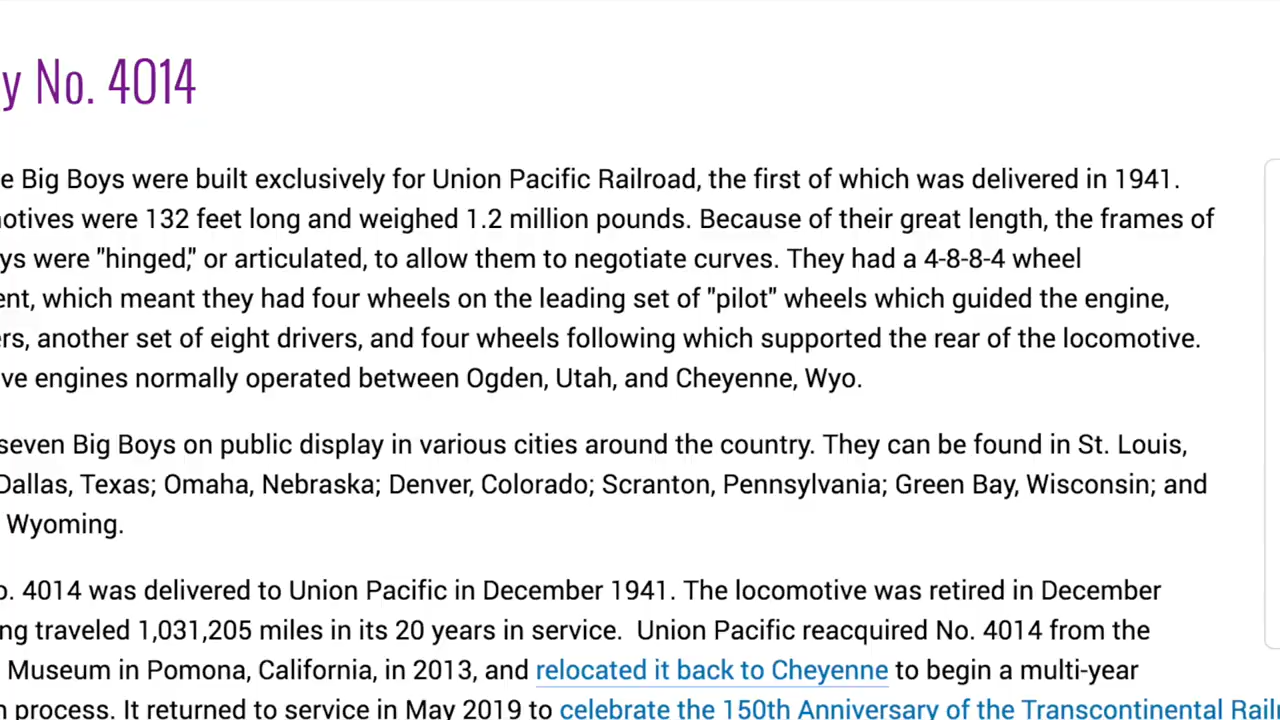 y No. 4014
e Big Boys were built exclusively for Union Pacific Railroad, the first of which was delivered in 1941.
otives were 132 feet long and weighed 1.2 million pounds. Because of their great length, the frames of
ys were "hinged," or articulated, to allow them to negotiate curves. They had a 4-8-8-4 wheel
ent, which meant they had four wheels on the leading set of "pilot" wheels which guided the engine,
ers, another set of eight drivers, and four wheels following which supported the rear of the locomotive.
ve engines normally operated between Ogden, Utah, and Cheyenne, Wyo.
seven Big Boys on public display in various cities around the country. They can be found in St. Louis,
Dallas, Texas; Omaha, Nebraska; Denver, Colorado; Scranton, Pennsylvania; Green Bay, Wisconsin; and
Wyoming.
o. 4014 was delivered to Union Pacific in December 1941. The locomotive was retired in December
ng traveled 1,031,205 miles in its 20 years in service. Union Pacific reacquired No. 4014 from the
Museum in Pomona, California, in 2013, and relocated it back to Cheyenne to begin a multi-year
n process. It returned to service in May 2019 to celebrate the 150th Anniversary of the Transcontinental Rail